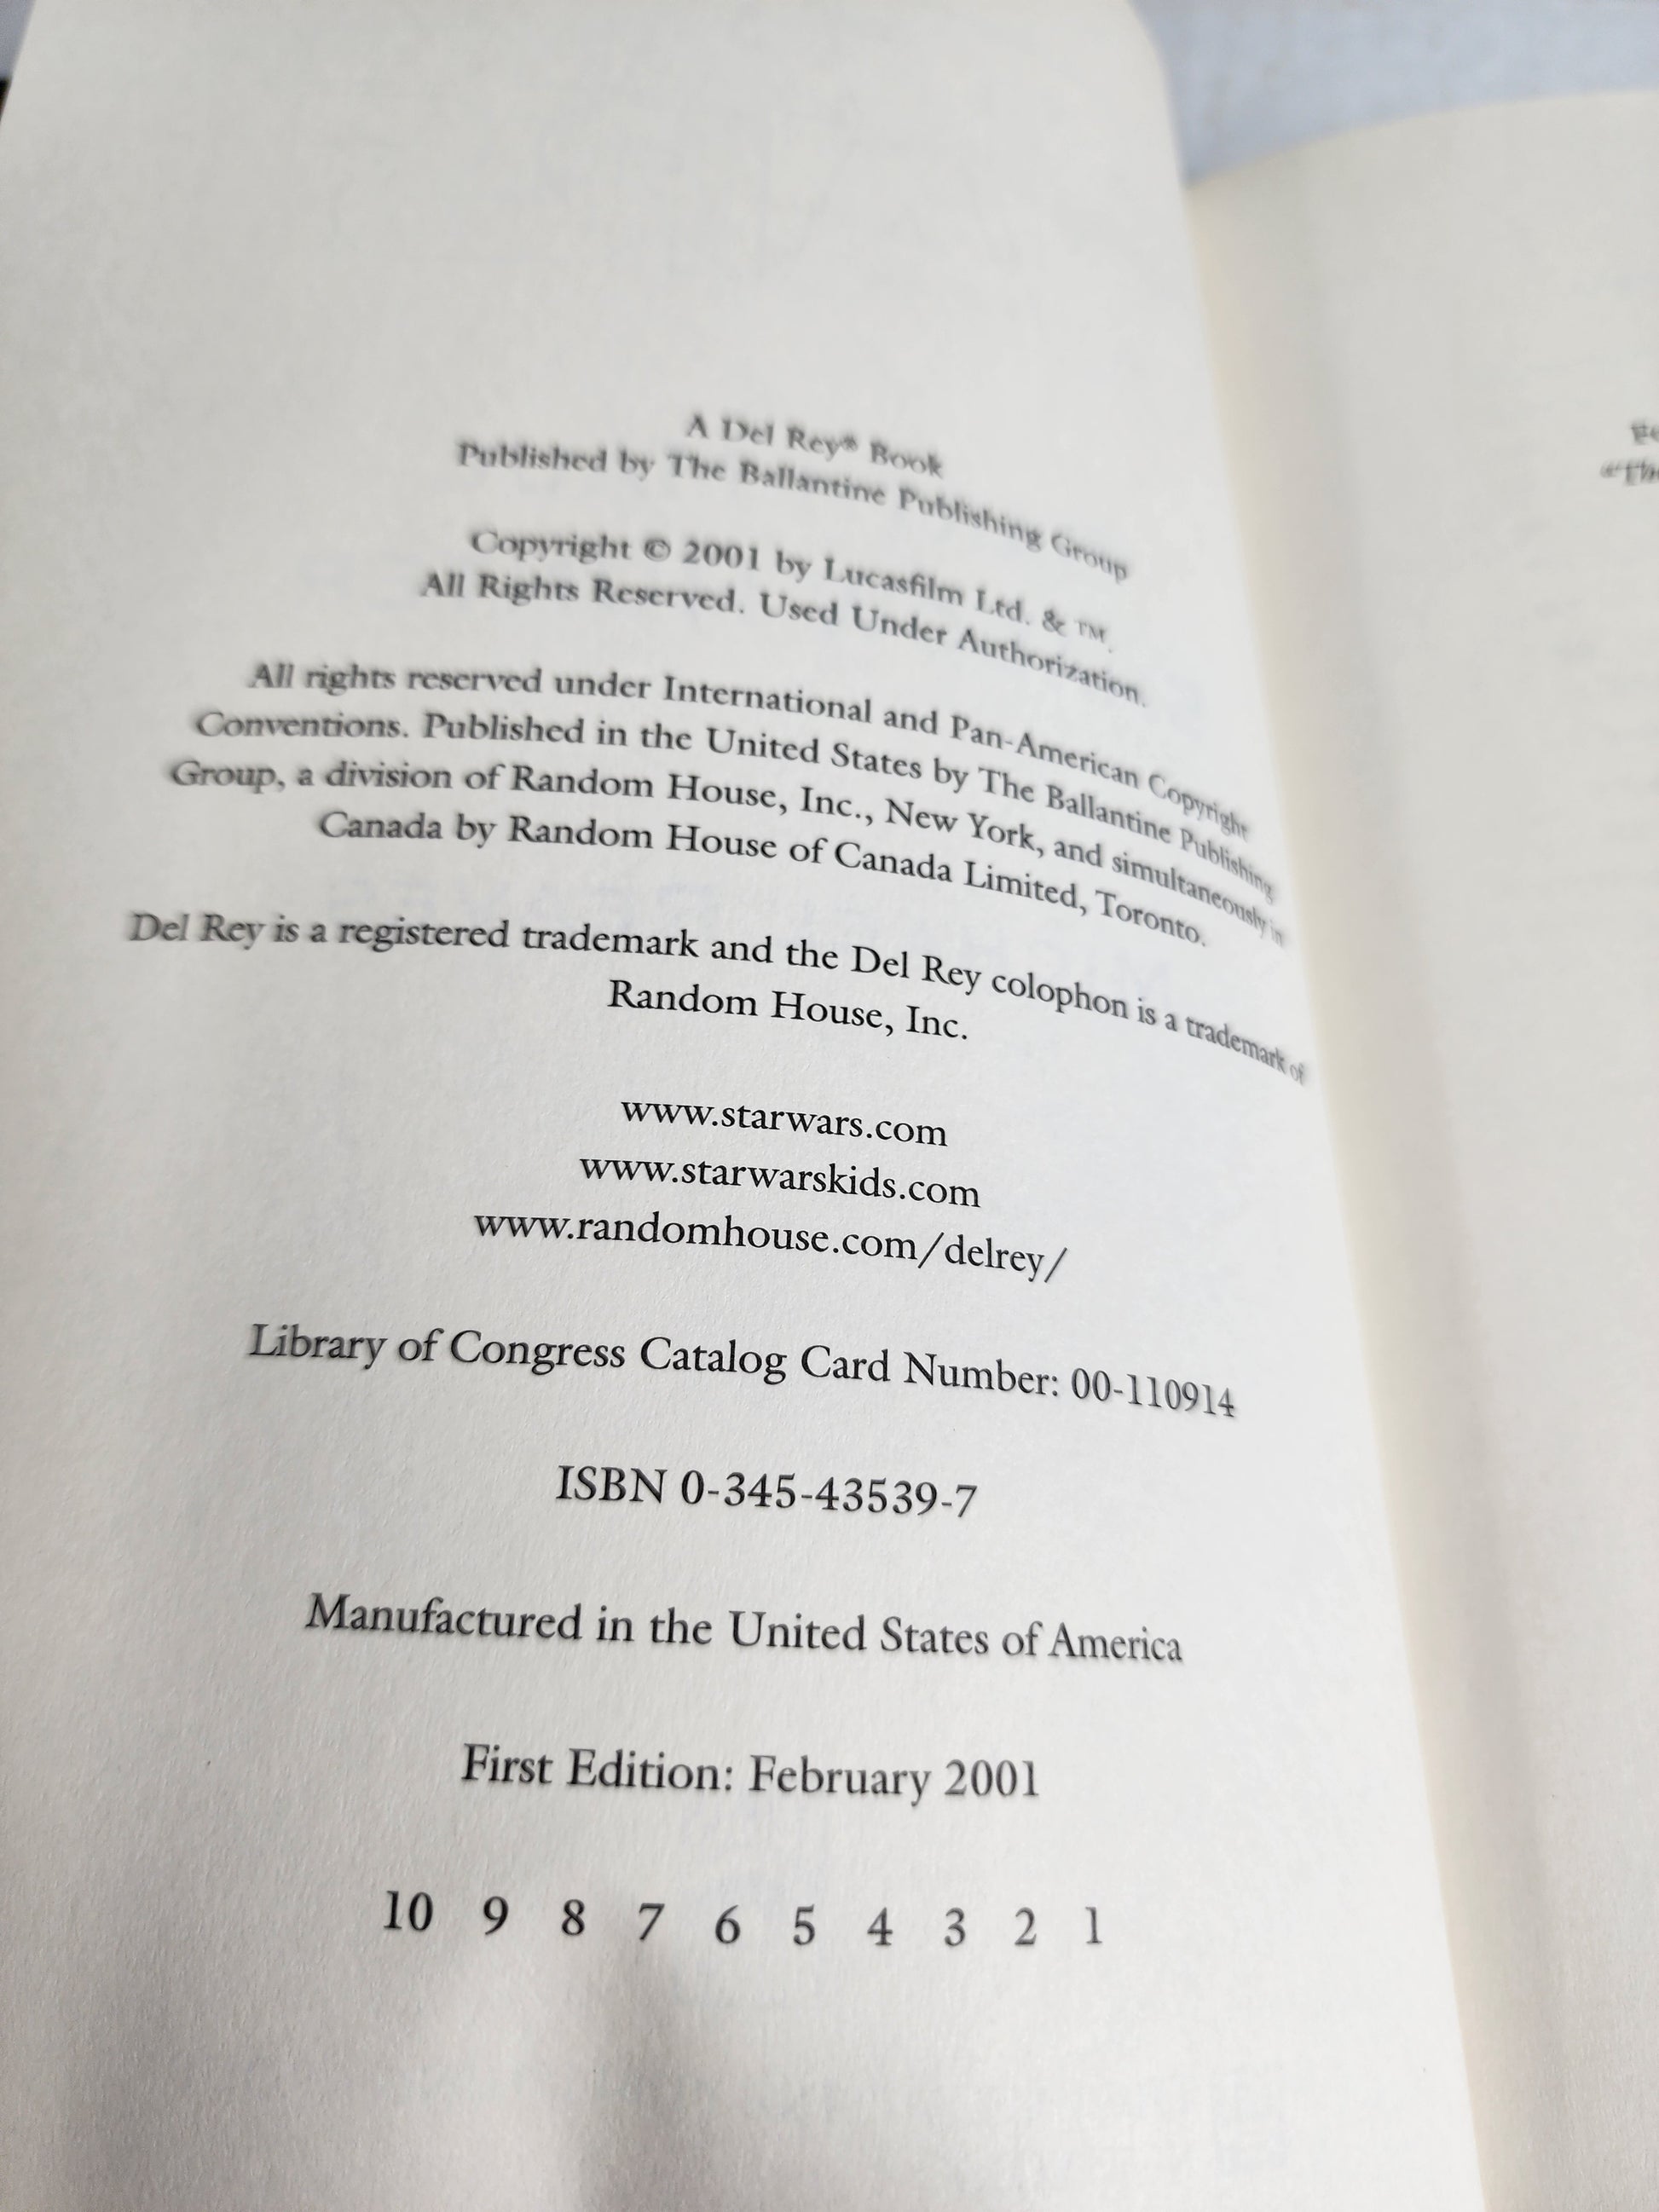 A Del Rey® Book
Published by The Ballantine Publishing Group
Copyright © 2001 by Lucasfilm Ltd. & ™.
All Rights Reserved. Used Under Authorization.
All rights reserved under International and Pan-American Copyright
Conventions. Published in the United States by The Ballantine Publishing
Group, a division of Random House, Inc., New York, and simultaneously in
Canada by Random House of Canada Limited, Toronto.
Del Rey is a registered trademark and the Del Rey colophon is a trademark of
Random House, Inc.
www.starwars.com
www.starwarskids.com
www.randomhouse.com/delrey/
Library of Congress Catalog Card Number: 00-110914
ISBN 0-345-43539-7
Manufactured in the United States of America
First Edition: February 2001
10 9 8 7 6 5 4 3 2 1